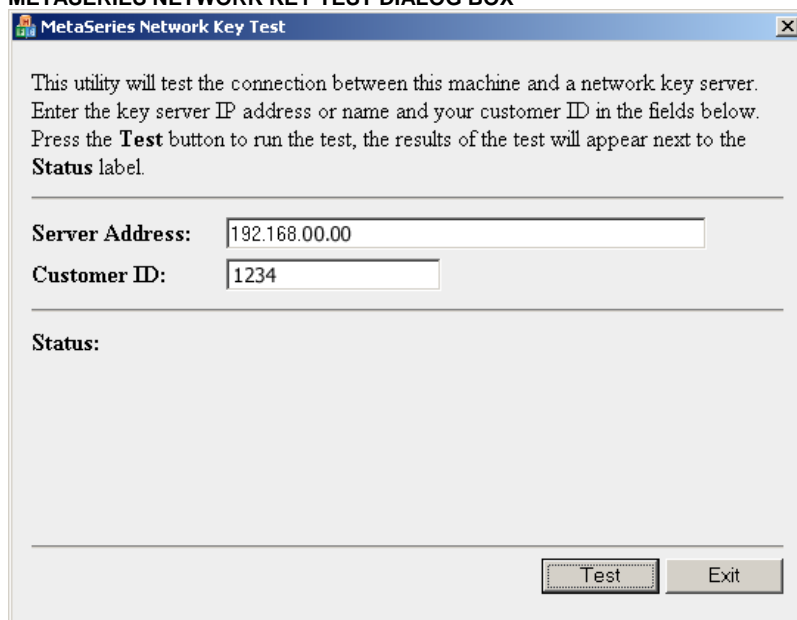 METASERIES NETWORK KEY TEST DIALOG BOX
MetaSeries Network Key Test
This utility will test the connection between this machine and a network key server.
Enter the key server IP address or name and your customer ID in the fields below.
Press the Test button to run the test, the results of the test will appear next to the
Status label.
Server Address: 192.168.00.00
Customer ID: 1234
Status:
Test Exit